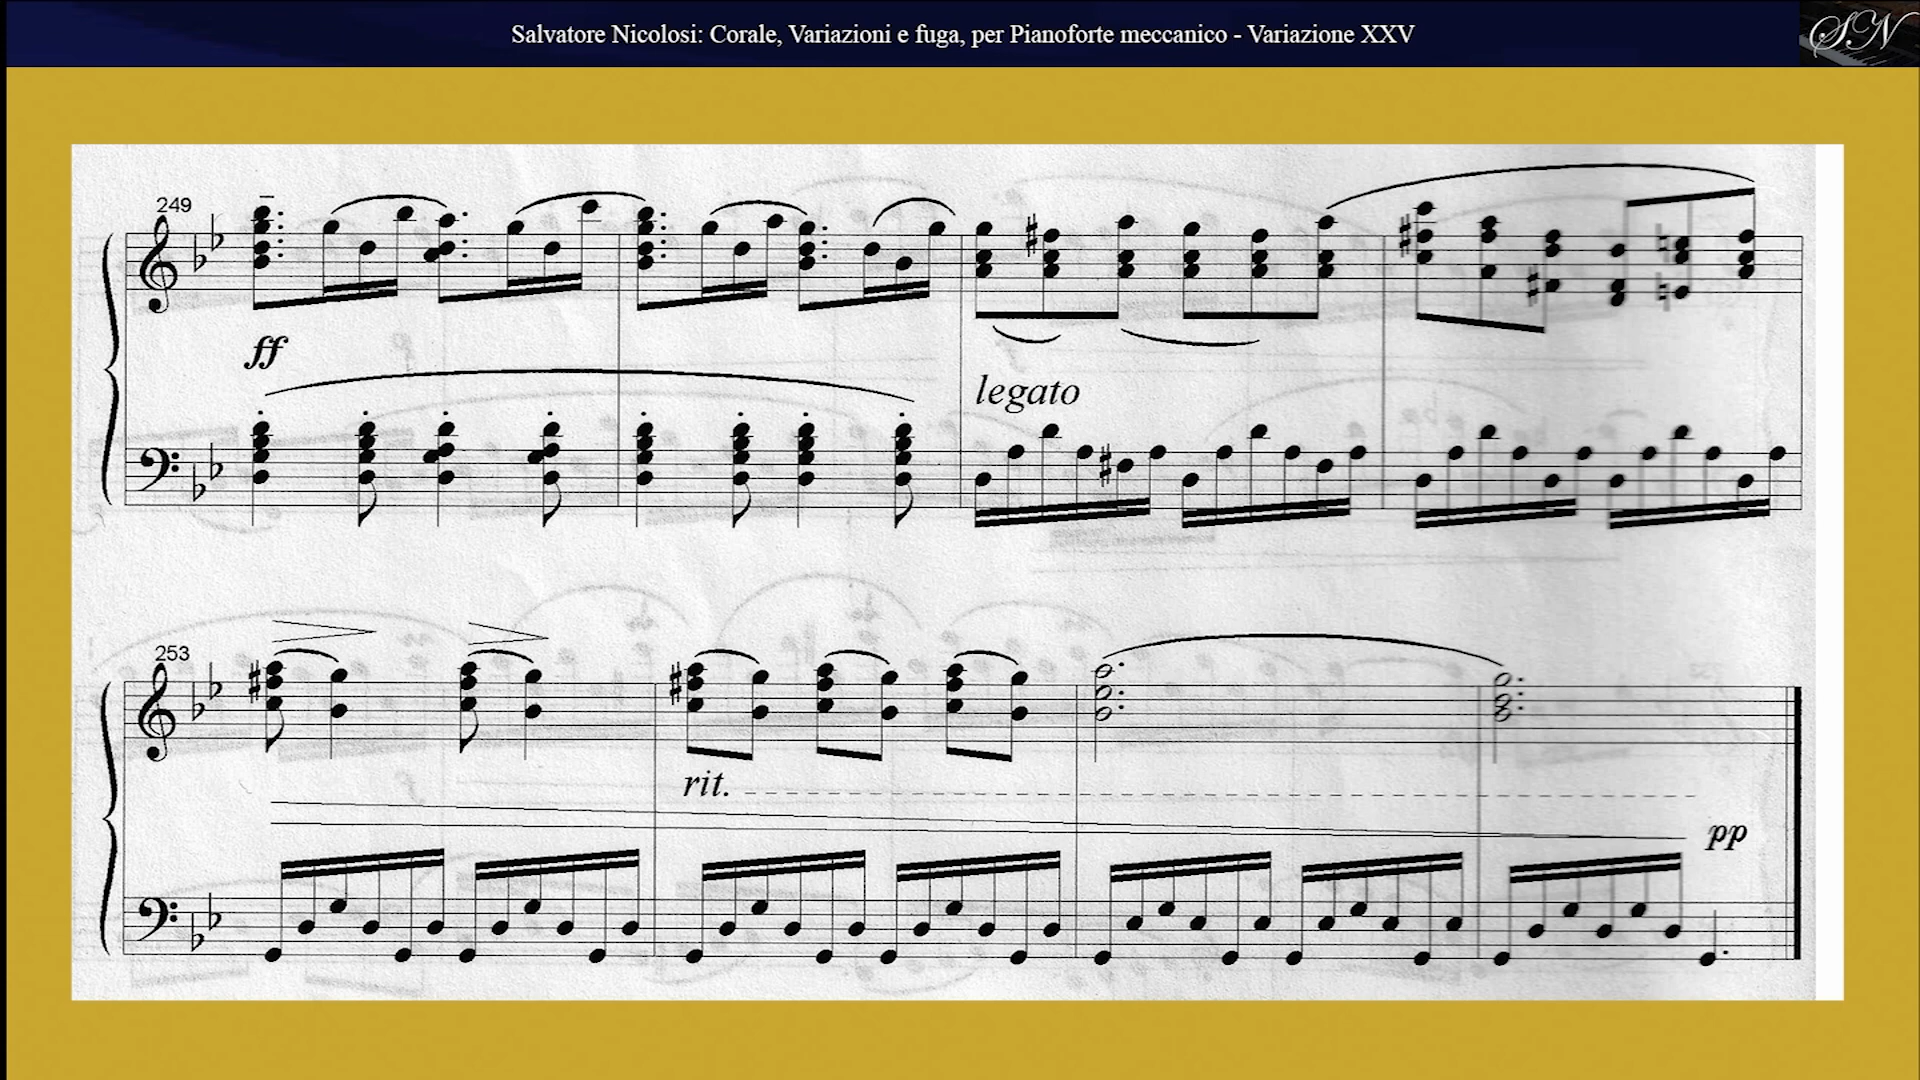 Salvatore Nicolosi: Corale, Variazioni e fuga, per Pianoforte meccanico - Variazione XXV
SN
249
ff
legato
253
rit.
pp